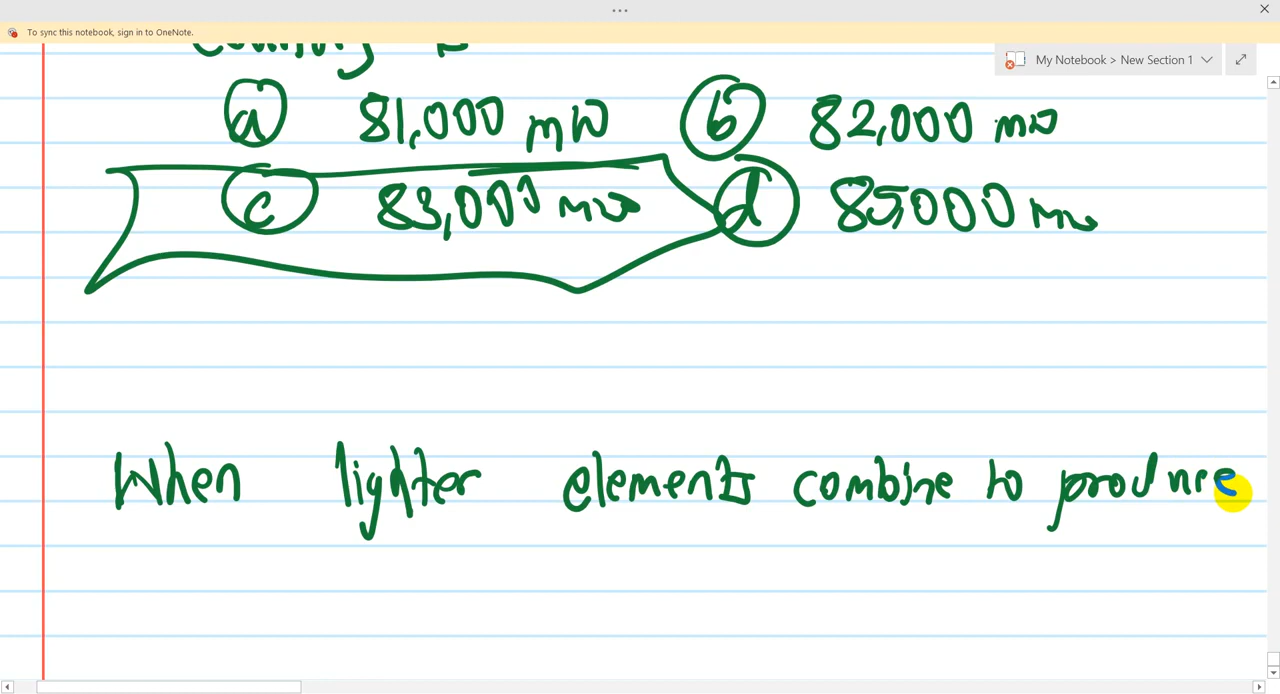 To sync this notebook, sign in to OneNote.
My Notebook > New Section 1
a 81,000 mw b 82,000 mw
c 83,000 mw d 85,000 mw
When lighter elements combine to produce